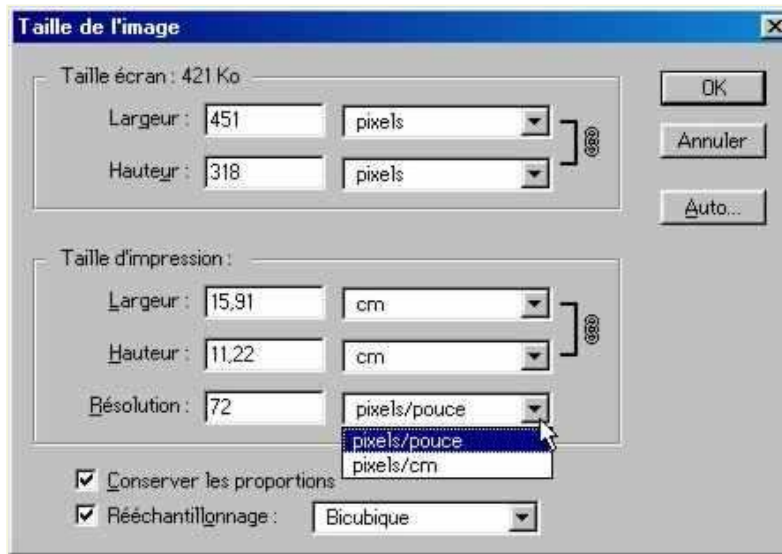 Taille de l'image
Taille écran : 421 Ko
Largeur : 451 pixels
Hauteur : 318 pixels
OK
Annuler
Auto...
Taille d'impression :
Largeur : 15,91 cm
Hauteur : 11,22 cm
Résolution : 72 pixels/pouce
pixels/pouce
pixels/cm
Conserver les proportions
Rééchantillonnage : Bicubique